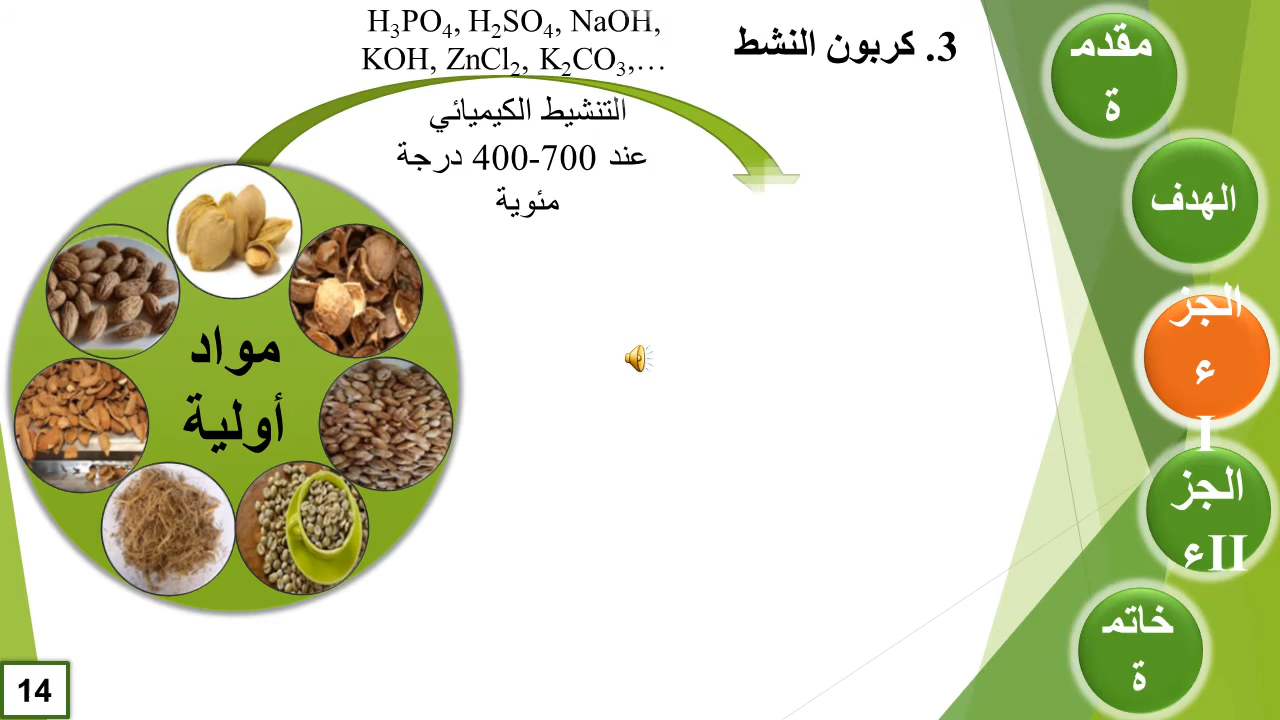 3. كربون النشط
H₃PO₄, H₂SO₄, NaOH,
KOH, ZnCl₂, K₂CO₃,…
التنشيط الكيميائي
عند 700-400 درجة
مئوية
مواد
أولية
مقدم
ة
الهدف
الجز
ء
I
الجز
ءII
خاتم
ة
14